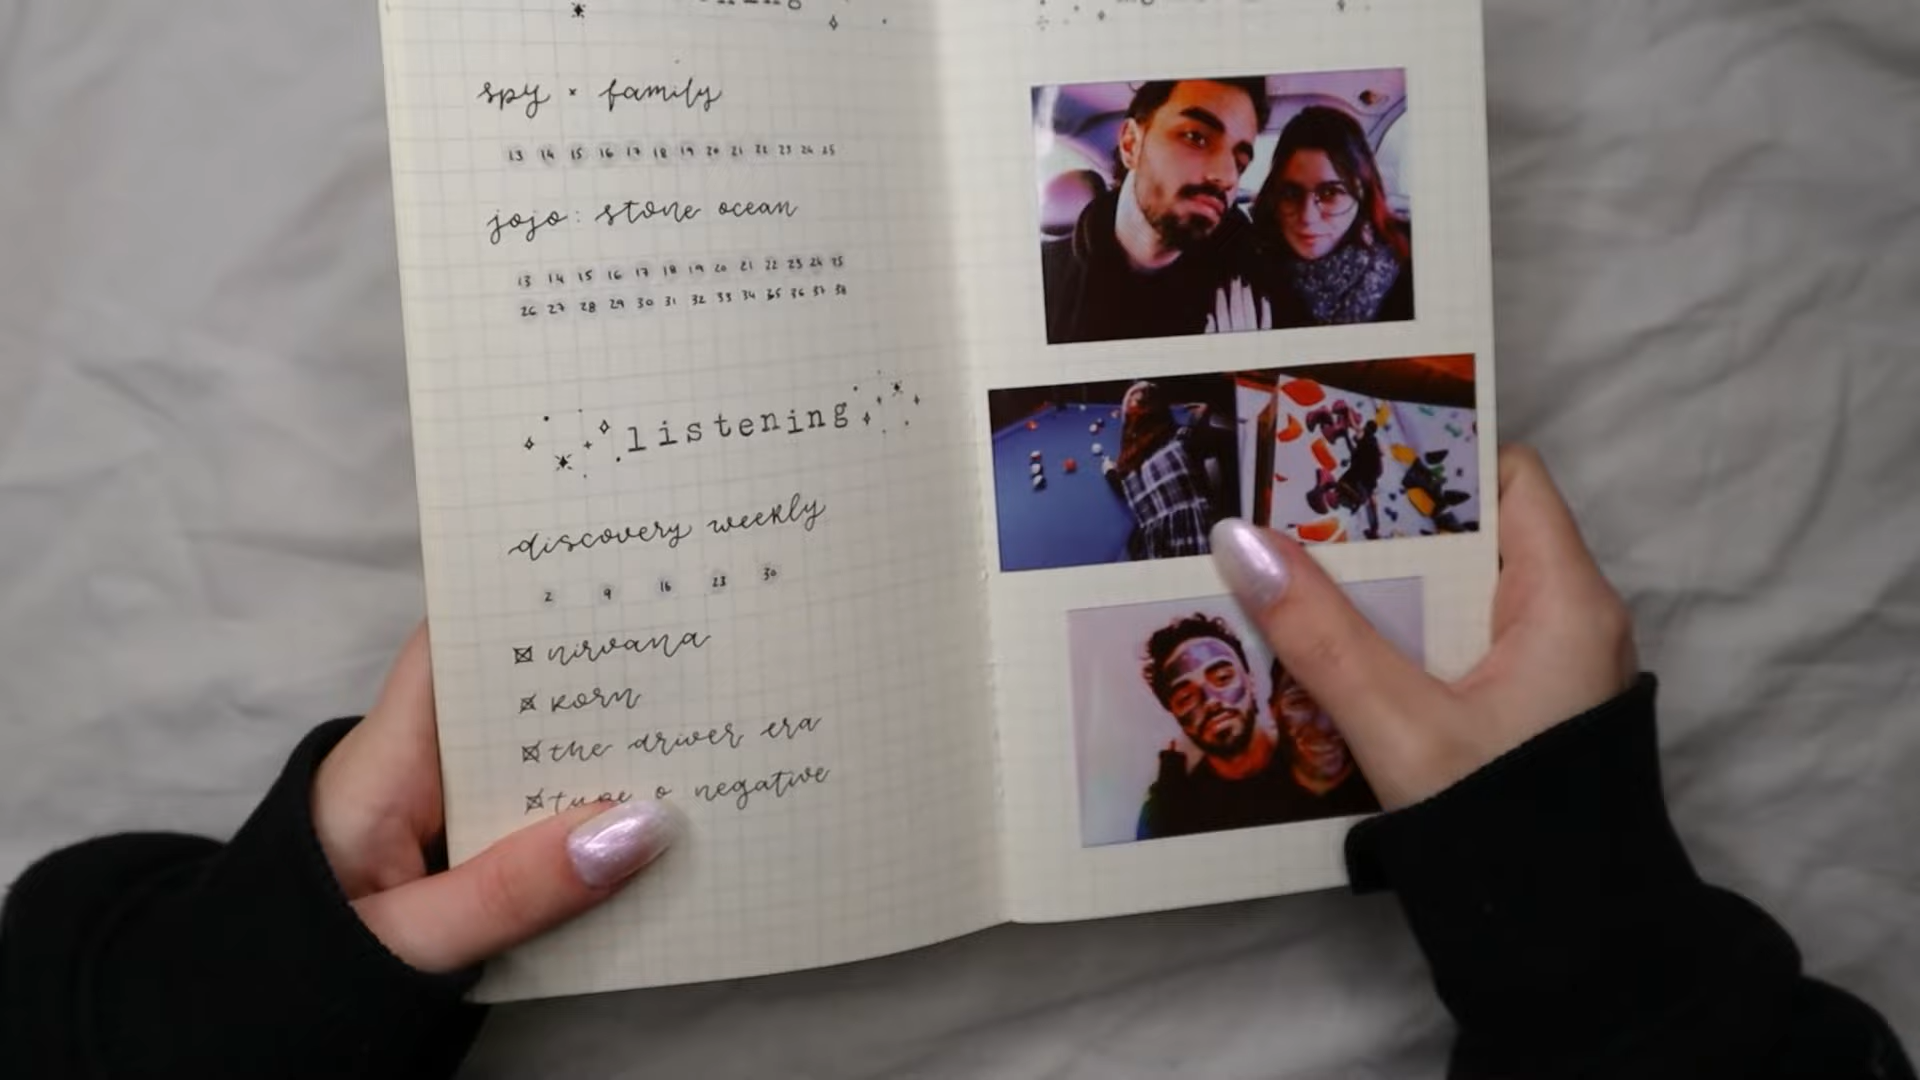 spy × family
13 14 15 16 17 18 19 20 21 22 23 24 25
jojo: stone ocean
13 14 15 16 17 18 19 20 21 22 23 24 25
26 27 28 29 30 31 32 33 34 35 36 37 38
listening
discovery weekly
2 9 16 23 30
nirvana
korn
the driver era
type o negative